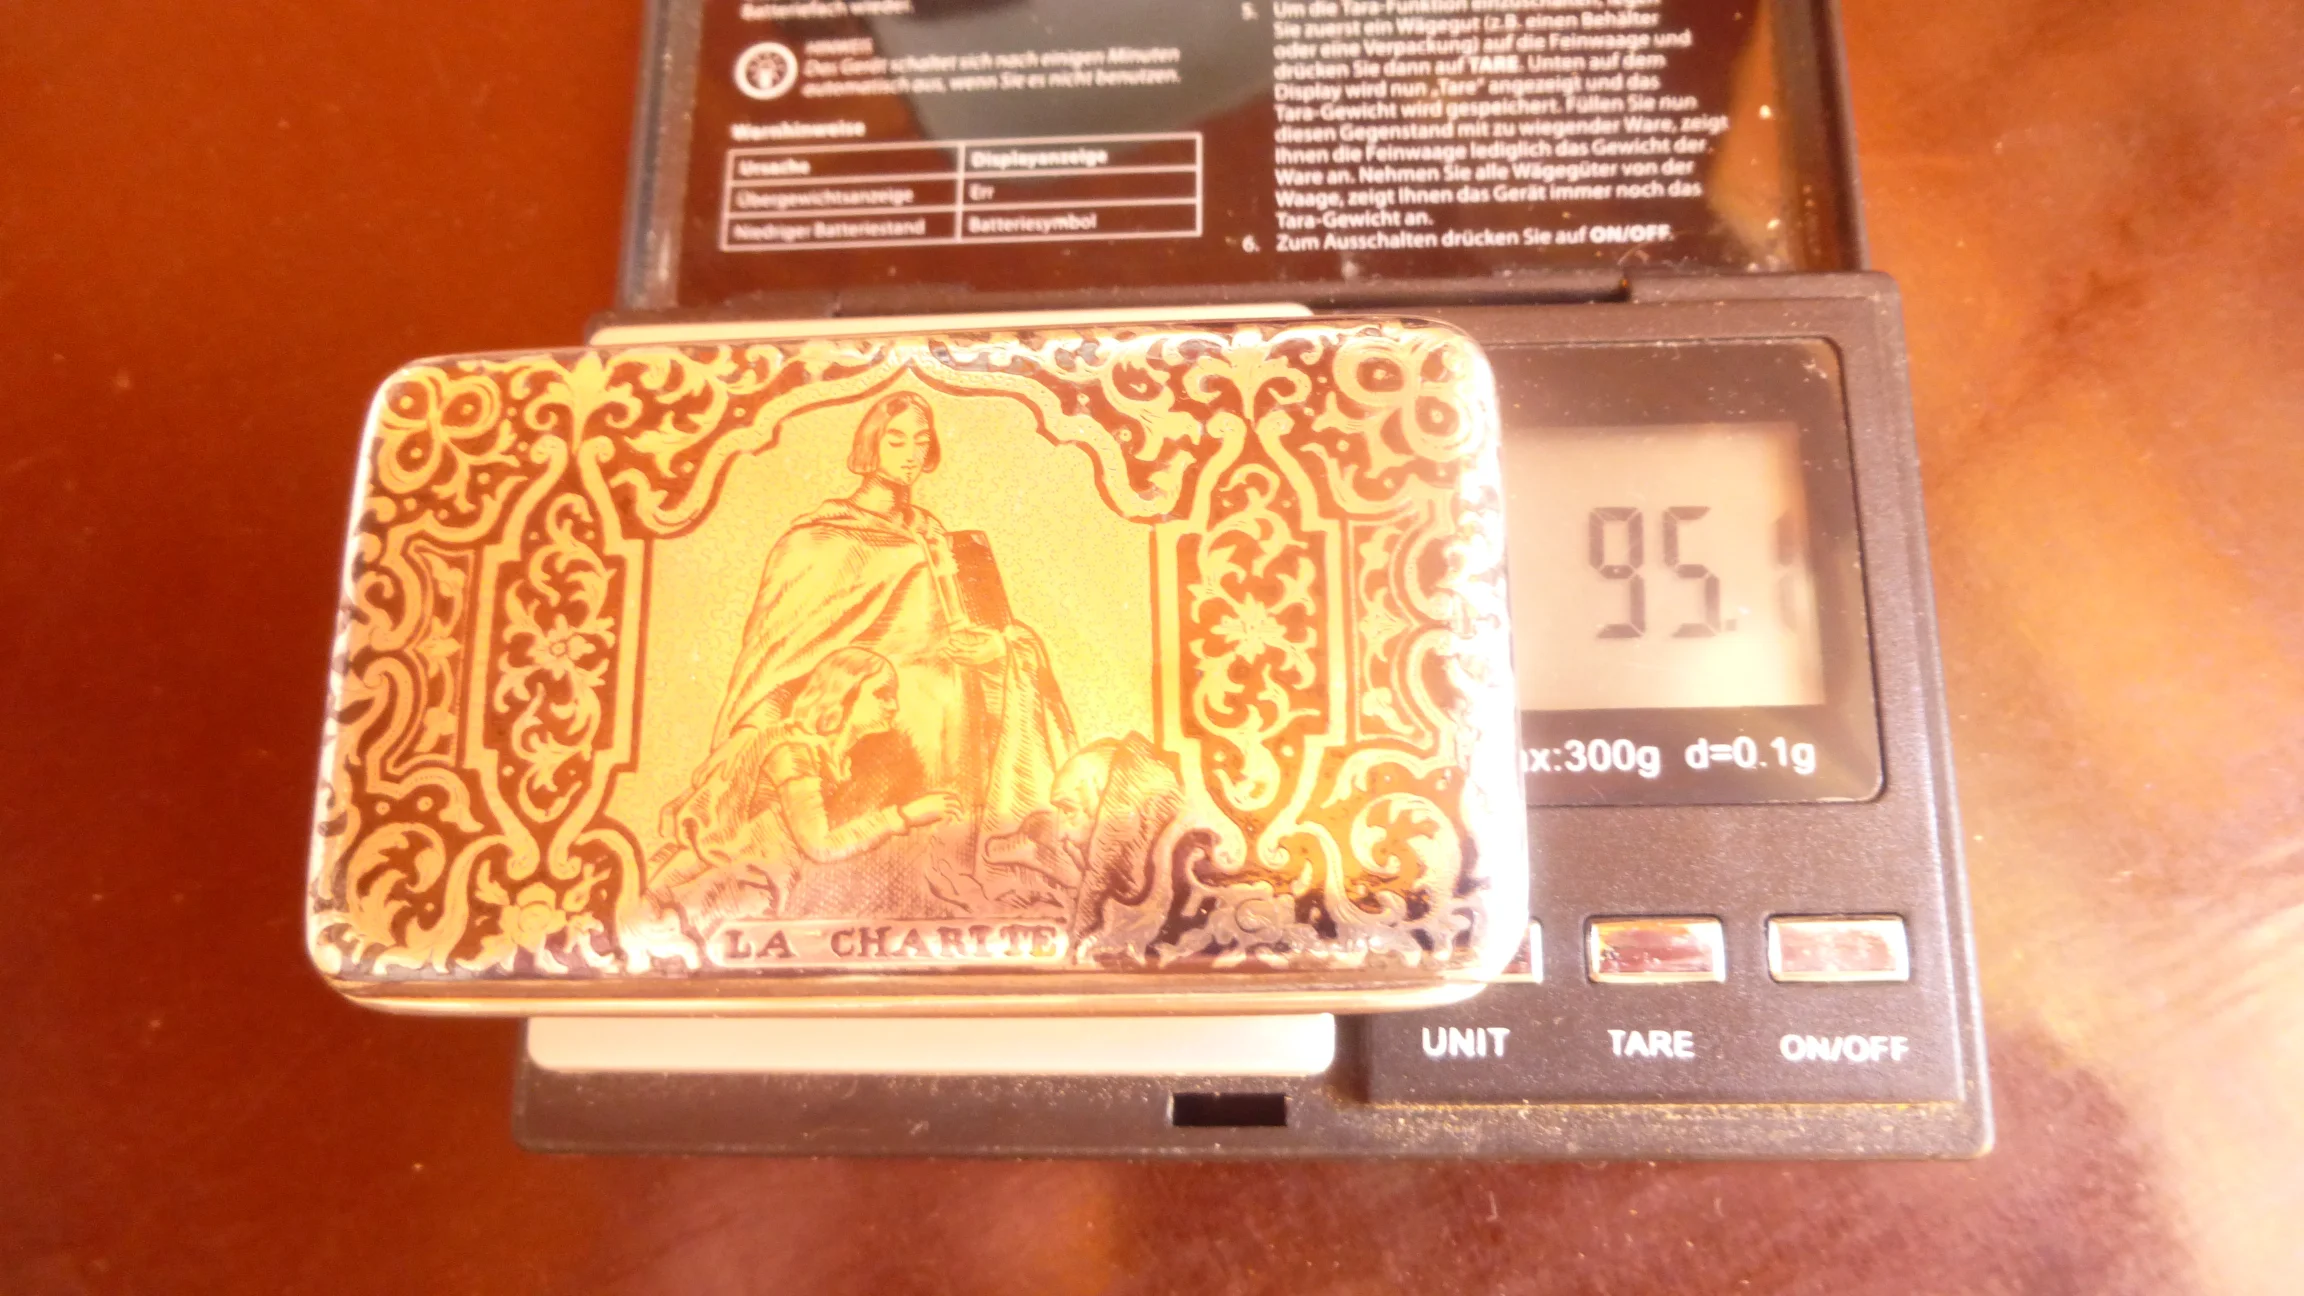 Batteriefach wieder.
HINWEIS
Das Gerät schaltet sich nach einigen Minuten
automatisch aus, wenn Sie es nicht benutzen.
Warnhinweise
Ursache Displayanzeige
Übergewichtsanzeige Err
Niedriger Batteriestand Batteriesymbol
5. Um die Tara-Funktion einzuschalten, legen
Sie zuerst ein Wägegut (z.B. einen Behälter
oder eine Verpackung) auf die Feinwaage und
drücken Sie dann auf TARE. Unten auf dem
Display wird nun „Tare" angezeigt und das
Tara-Gewicht wird gespeichert. Füllen Sie nun
diesen Gegenstand mit zu wiegender Ware, zeigt
Ihnen die Feinwaage lediglich das Gewicht der
Ware an. Nehmen Sie alle Wägegüter von der
Waage, zeigt Ihnen das Gerät immer noch das
Tara-Gewicht an.
6. Zum Ausschalten drücken Sie auf ON/OFF.
95.
LA CHARITE
x:300g d=0.1g
UNIT TARE ON/OFF